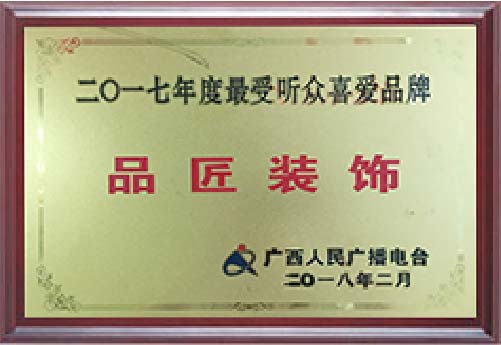 二〇一七年度最受听众喜爱品牌
品匠装饰
广西人民广播电台
二〇一八年二月